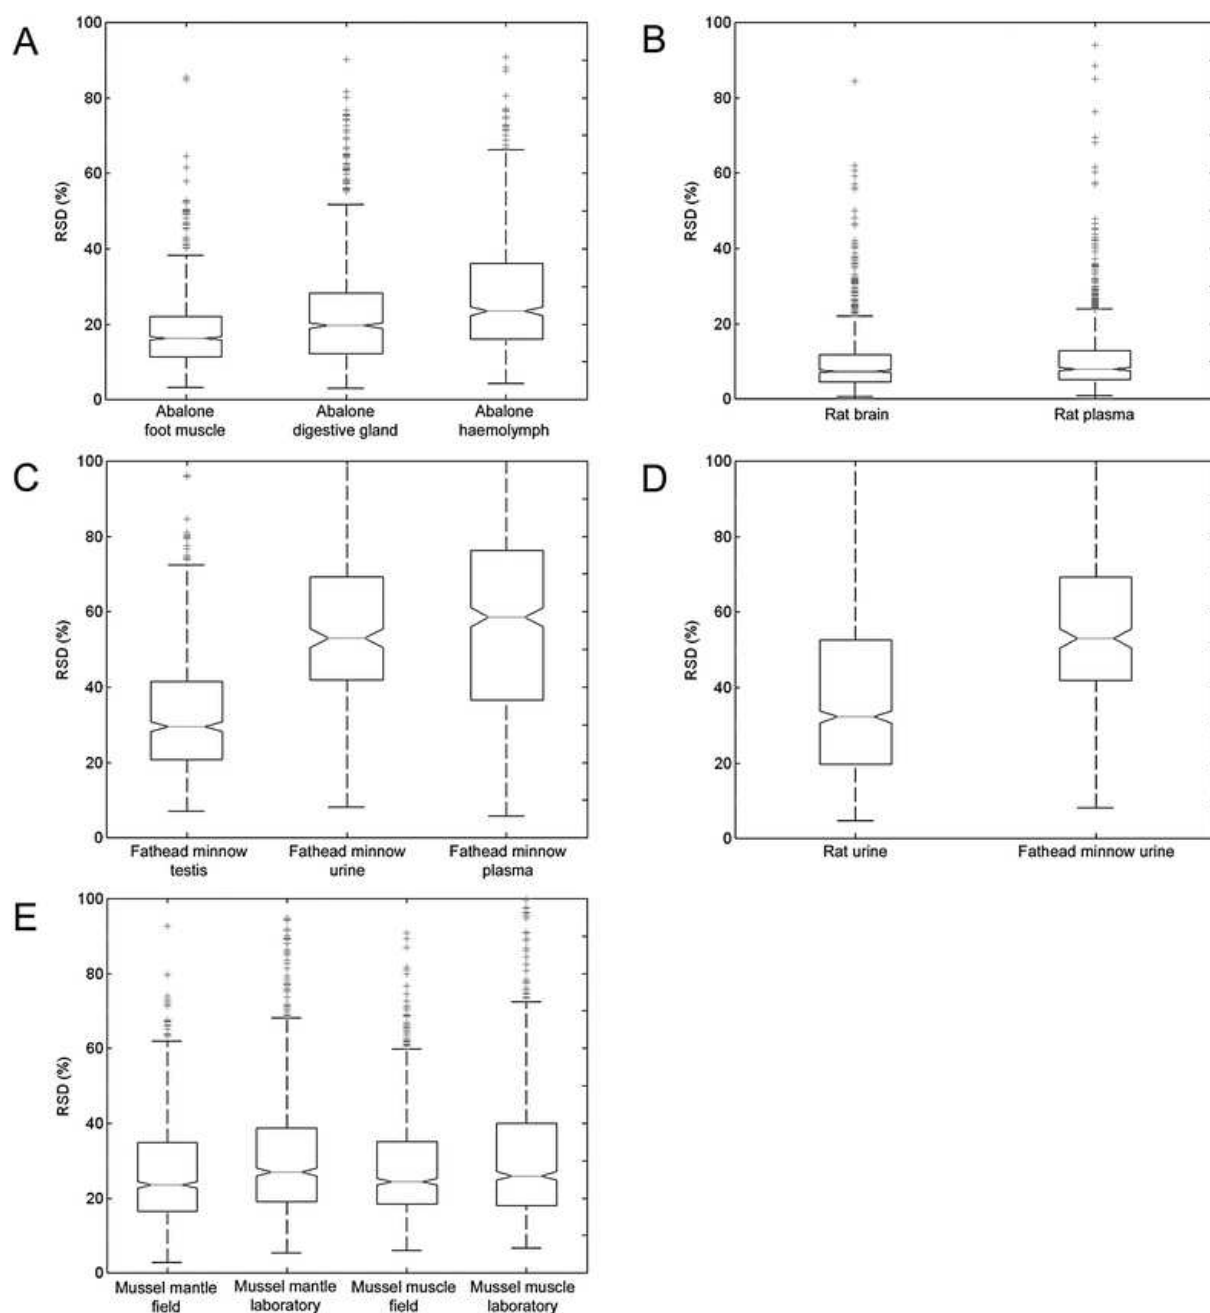 A
B
100
80
60
40
20
0
RSD (%)
Abalone
foot muscle
Abalone
digestive gland
Abalone
haemolymph
100
80
60
40
20
0
RSD (%)
Rat brain
Rat plasma
C
D
100
80
60
40
20
0
RSD (%)
Fathead minnow
testis
Fathead minnow
urine
Fathead minnow
plasma
100
80
60
40
20
0
RSD (%)
Rat urine
Fathead minnow urine
E
100
80
60
40
20
0
RSD (%)
Mussel mantle
field
Mussel mantle
laboratory
Mussel muscle
field
Mussel muscle
laboratory